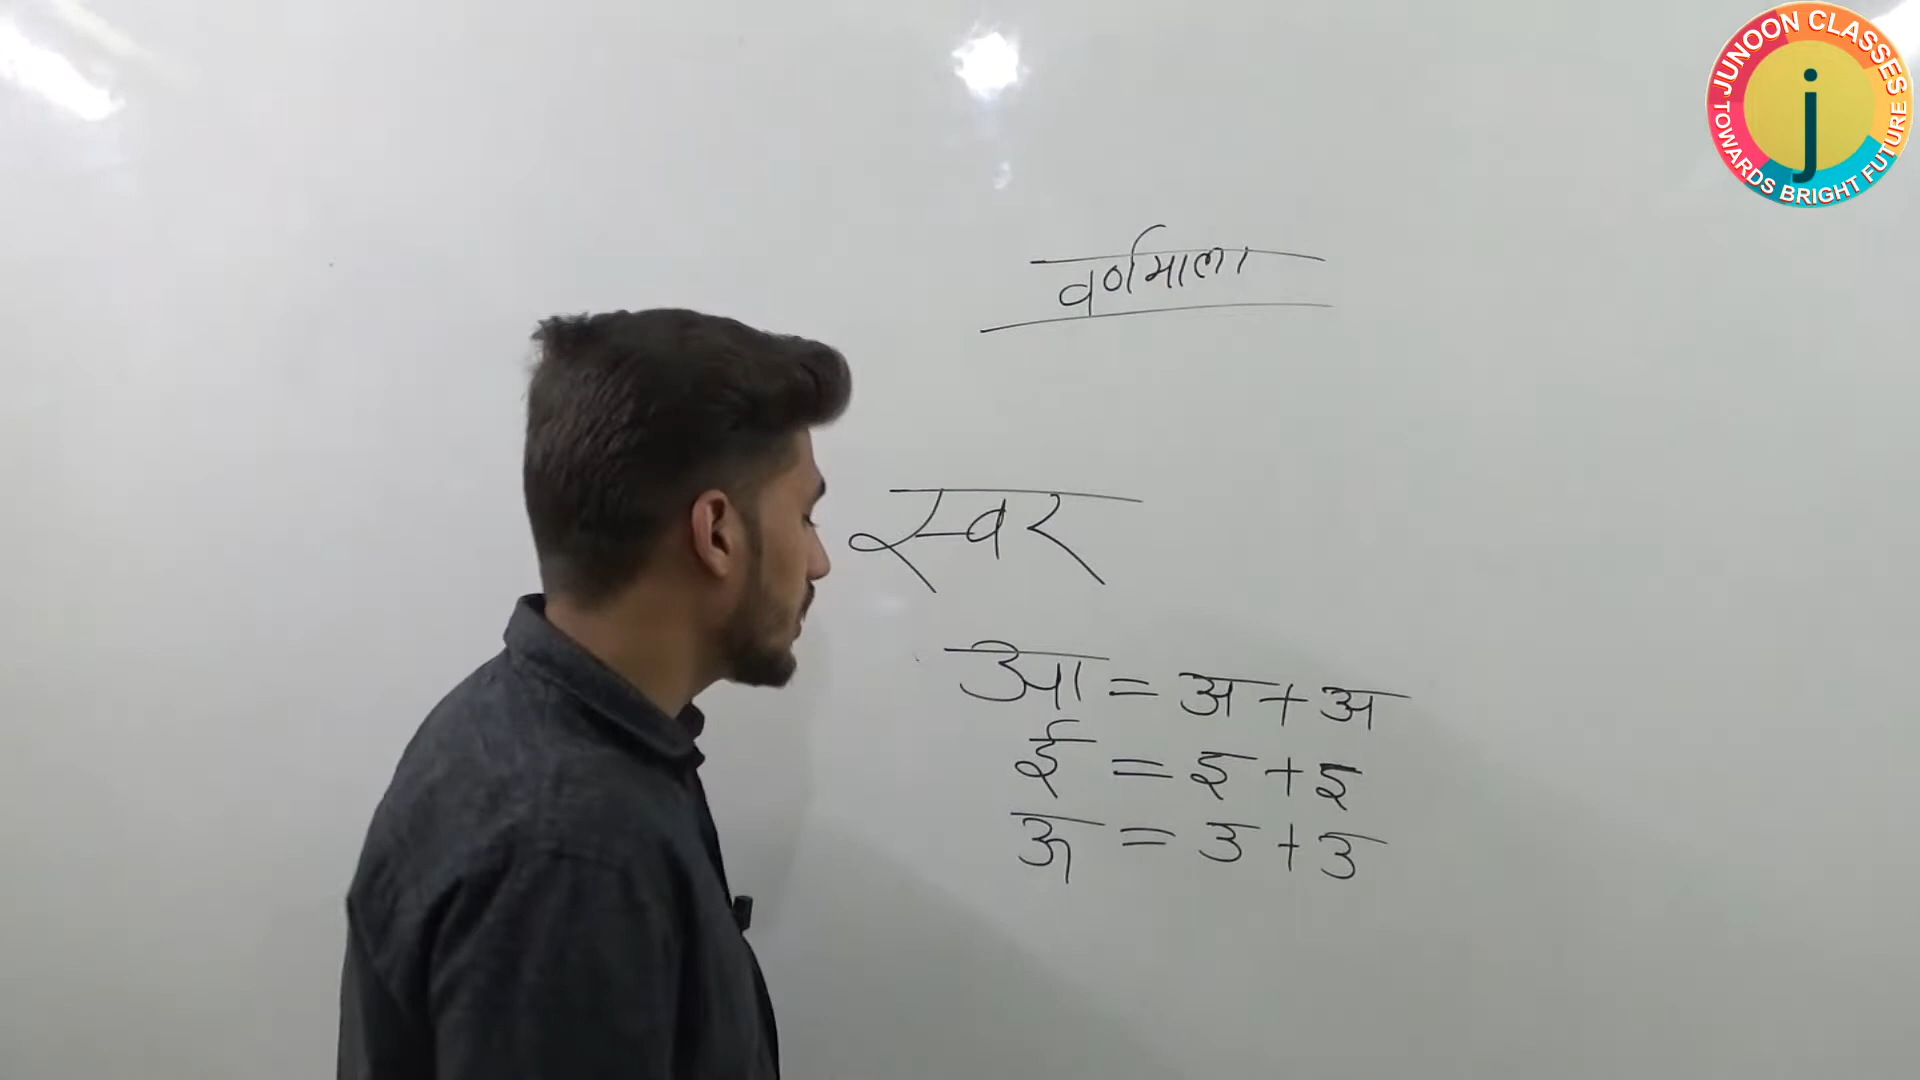 JUNOON CLASSES
j
TOWARDS BRIGHT FUTURE
वर्णमाला
स्वर
आ = अ + अ
ई = इ + इ
ऊ = उ + उ